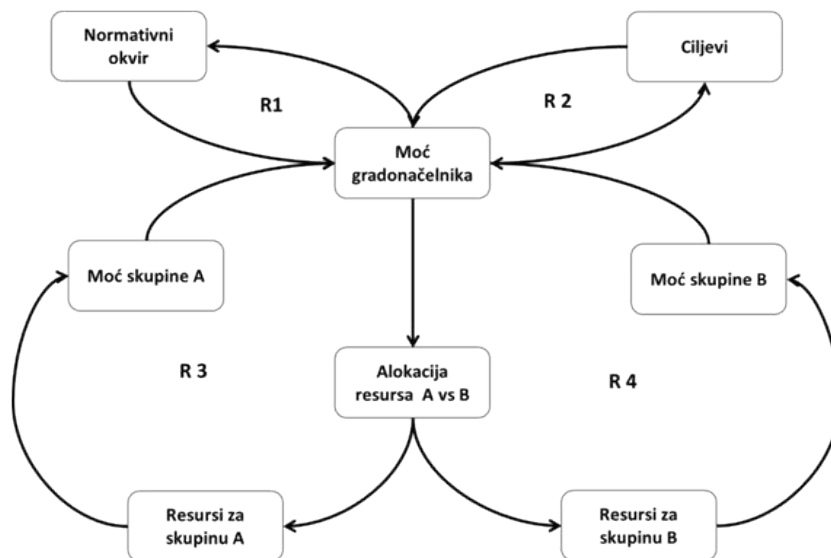 Normativni
okvir
Ciljevi
R1
R 2
Moć
gradonačelnika
Moć skupine A
Moć skupine B
R 3
R 4
Alokacija
resursa A vs B
Resursi za
skupinu A
Resursi za
skupinu B